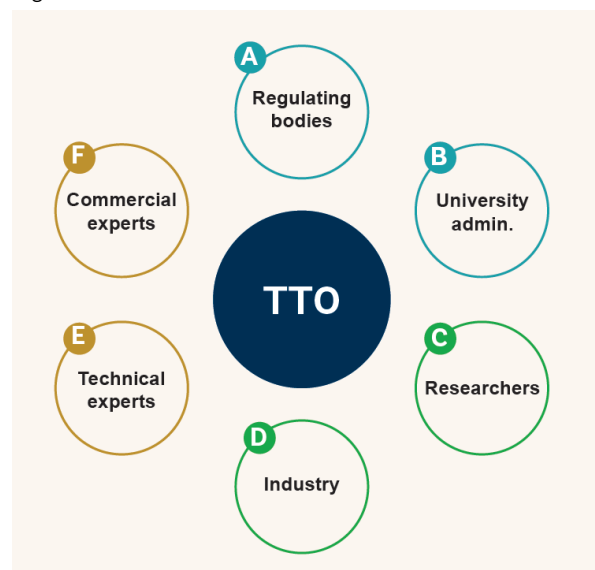 A
Regulating
bodies
B
University
admin.
C
Researchers
D
Industry
E
Technical
experts
F
Commercial
experts
TTO